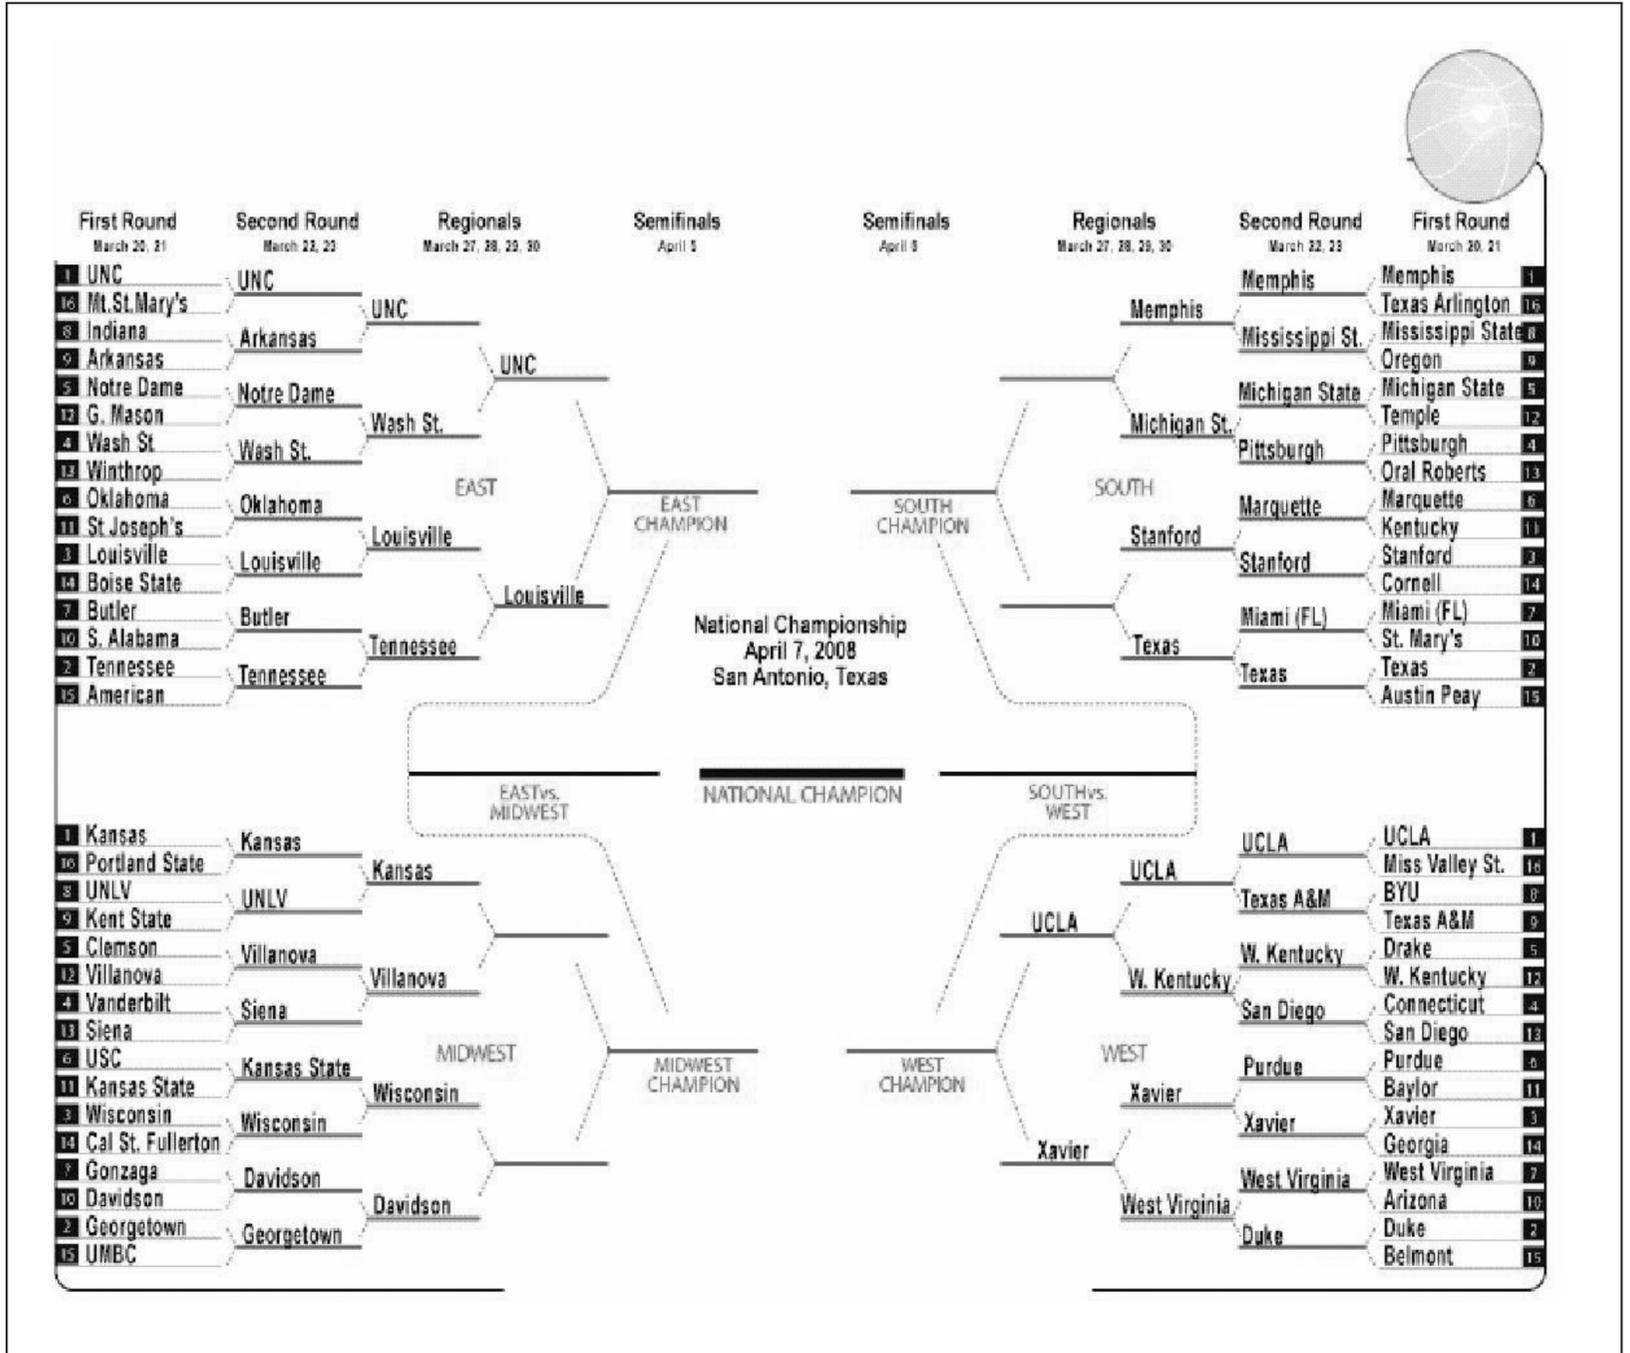 First Round
March 20, 21
Second Round
March 22, 23
Regionals
March 27, 28, 29, 30
Semifinals
April 5
Semifinals
April 5
Regionals
March 27, 28, 29, 30
Second Round
March 22, 23
First Round
March 20, 21
1 UNC
16 Mt.St.Mary's
8 Indiana
9 Arkansas
5 Notre Dame
12 G. Mason
4 Wash St
13 Winthrop
6 Oklahoma
11 St Joseph's
3 Louisville
14 Boise State
7 Butler
10 S. Alabama
2 Tennessee
15 American
UNC
Arkansas
Notre Dame
Wash St.
Oklahoma
Louisville
Butler
Tennessee
UNC
Wash St.
Louisville
Tennessee
UNC
Louisville
EAST
EAST
CHAMPION
SOUTH
CHAMPION
SOUTH
Memphis
Michigan St.
Stanford
Texas
Memphis
Mississippi St.
Michigan State
Pittsburgh
Marquette
Stanford
Miami (FL)
Texas
Memphis 1
Texas Arlington 16
Mississippi State 8
Oregon 9
Michigan State 5
Temple 12
Pittsburgh 4
Oral Roberts 13
Marquette 6
Kentucky 11
Stanford 3
Cornell 14
Miami (FL) 7
St. Mary's 10
Texas 2
Austin Peay 15
National Championship
April 7, 2008
San Antonio, Texas
EASTvs.
MIDWEST
NATIONAL CHAMPION
SOUTHvs.
WEST
1 Kansas
16 Portland State
8 UNLV
9 Kent State
5 Clemson
12 Villanova
4 Vanderbilt
13 Siena
6 USC
11 Kansas State
3 Wisconsin
14 Cal St. Fullerton
7 Gonzaga
10 Davidson
2 Georgetown
15 UMBC
Kansas
UNLV
Villanova
Siena
Kansas State
Wisconsin
Davidson
Georgetown
Kansas
Villanova
Wisconsin
Davidson
MIDWEST
MIDWEST
CHAMPION
WEST
CHAMPION
WEST
UCLA
Xavier
UCLA
W. Kentucky
Xavier
West Virginia
UCLA
Texas A&M
W. Kentucky
San Diego
Purdue
Xavier
West Virginia
Duke
UCLA 1
Miss Valley St. 16
BYU 8
Texas A&M 9
Drake 5
W. Kentucky 12
Connecticut 4
San Diego 13
Purdue 6
Baylor 11
Xavier 3
Georgia 14
West Virginia 7
Arizona 10
Duke 2
Belmont 15